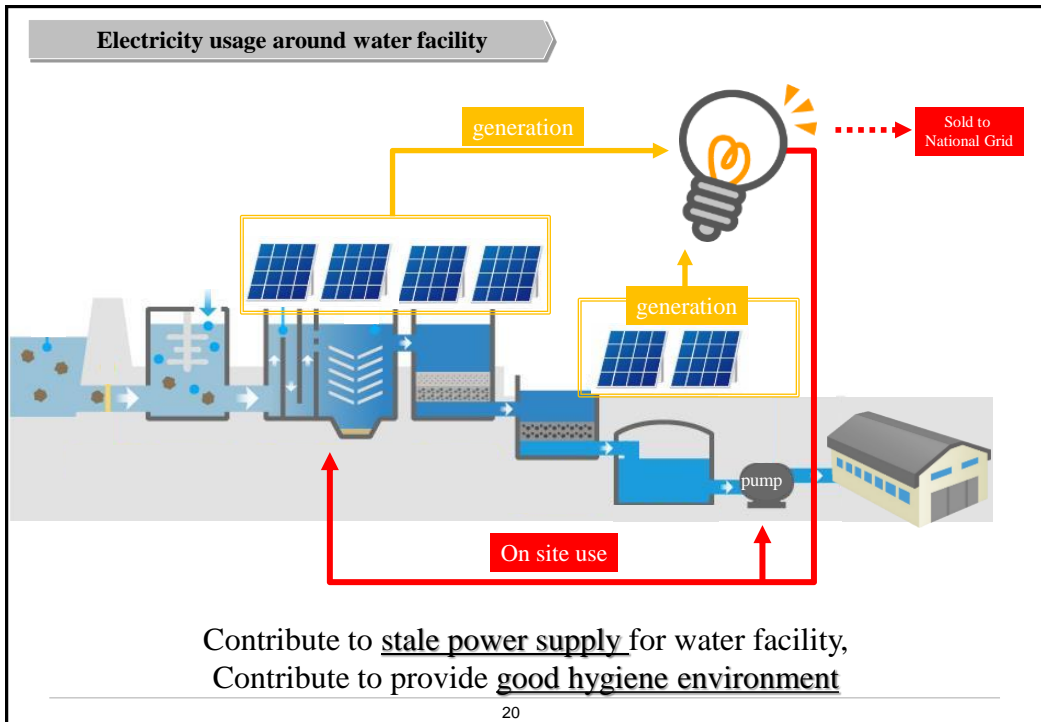 Electricity usage around water facility
generation
Sold to
National Grid
generation
pump
On site use
Contribute to stale power supply for water facility,
Contribute to provide good hygiene environment
20